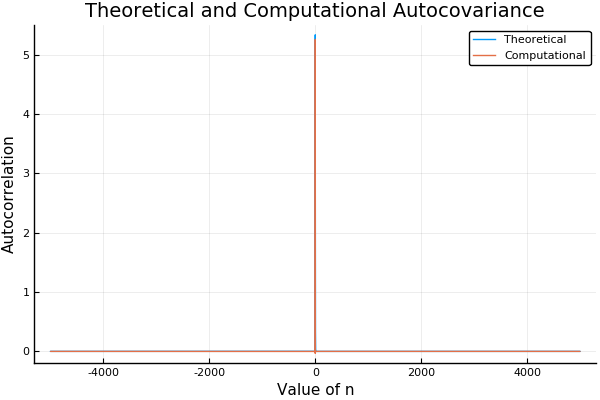 Theoretical and Computational Autocovariance
Theoretical
Computational
Autocorrelation
5
4
3
2
1
0
-4000 -2000 0 2000 4000
Value of n